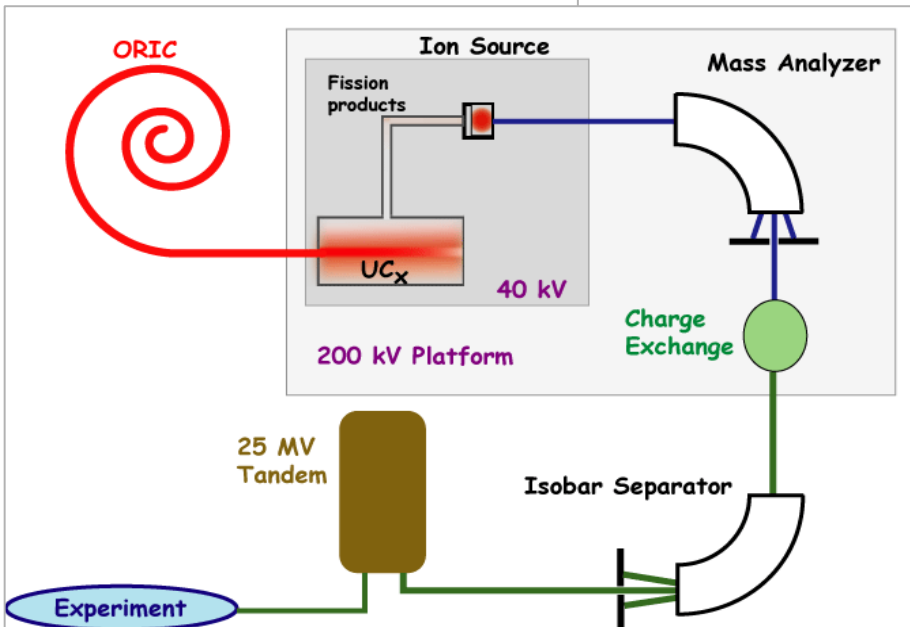 ORIC
Ion Source
Mass Analyzer
Fission
products
UCx
40 kV
Charge
Exchange
200 kV Platform
25 MV
Tandem
Isobar Separator
Experiment